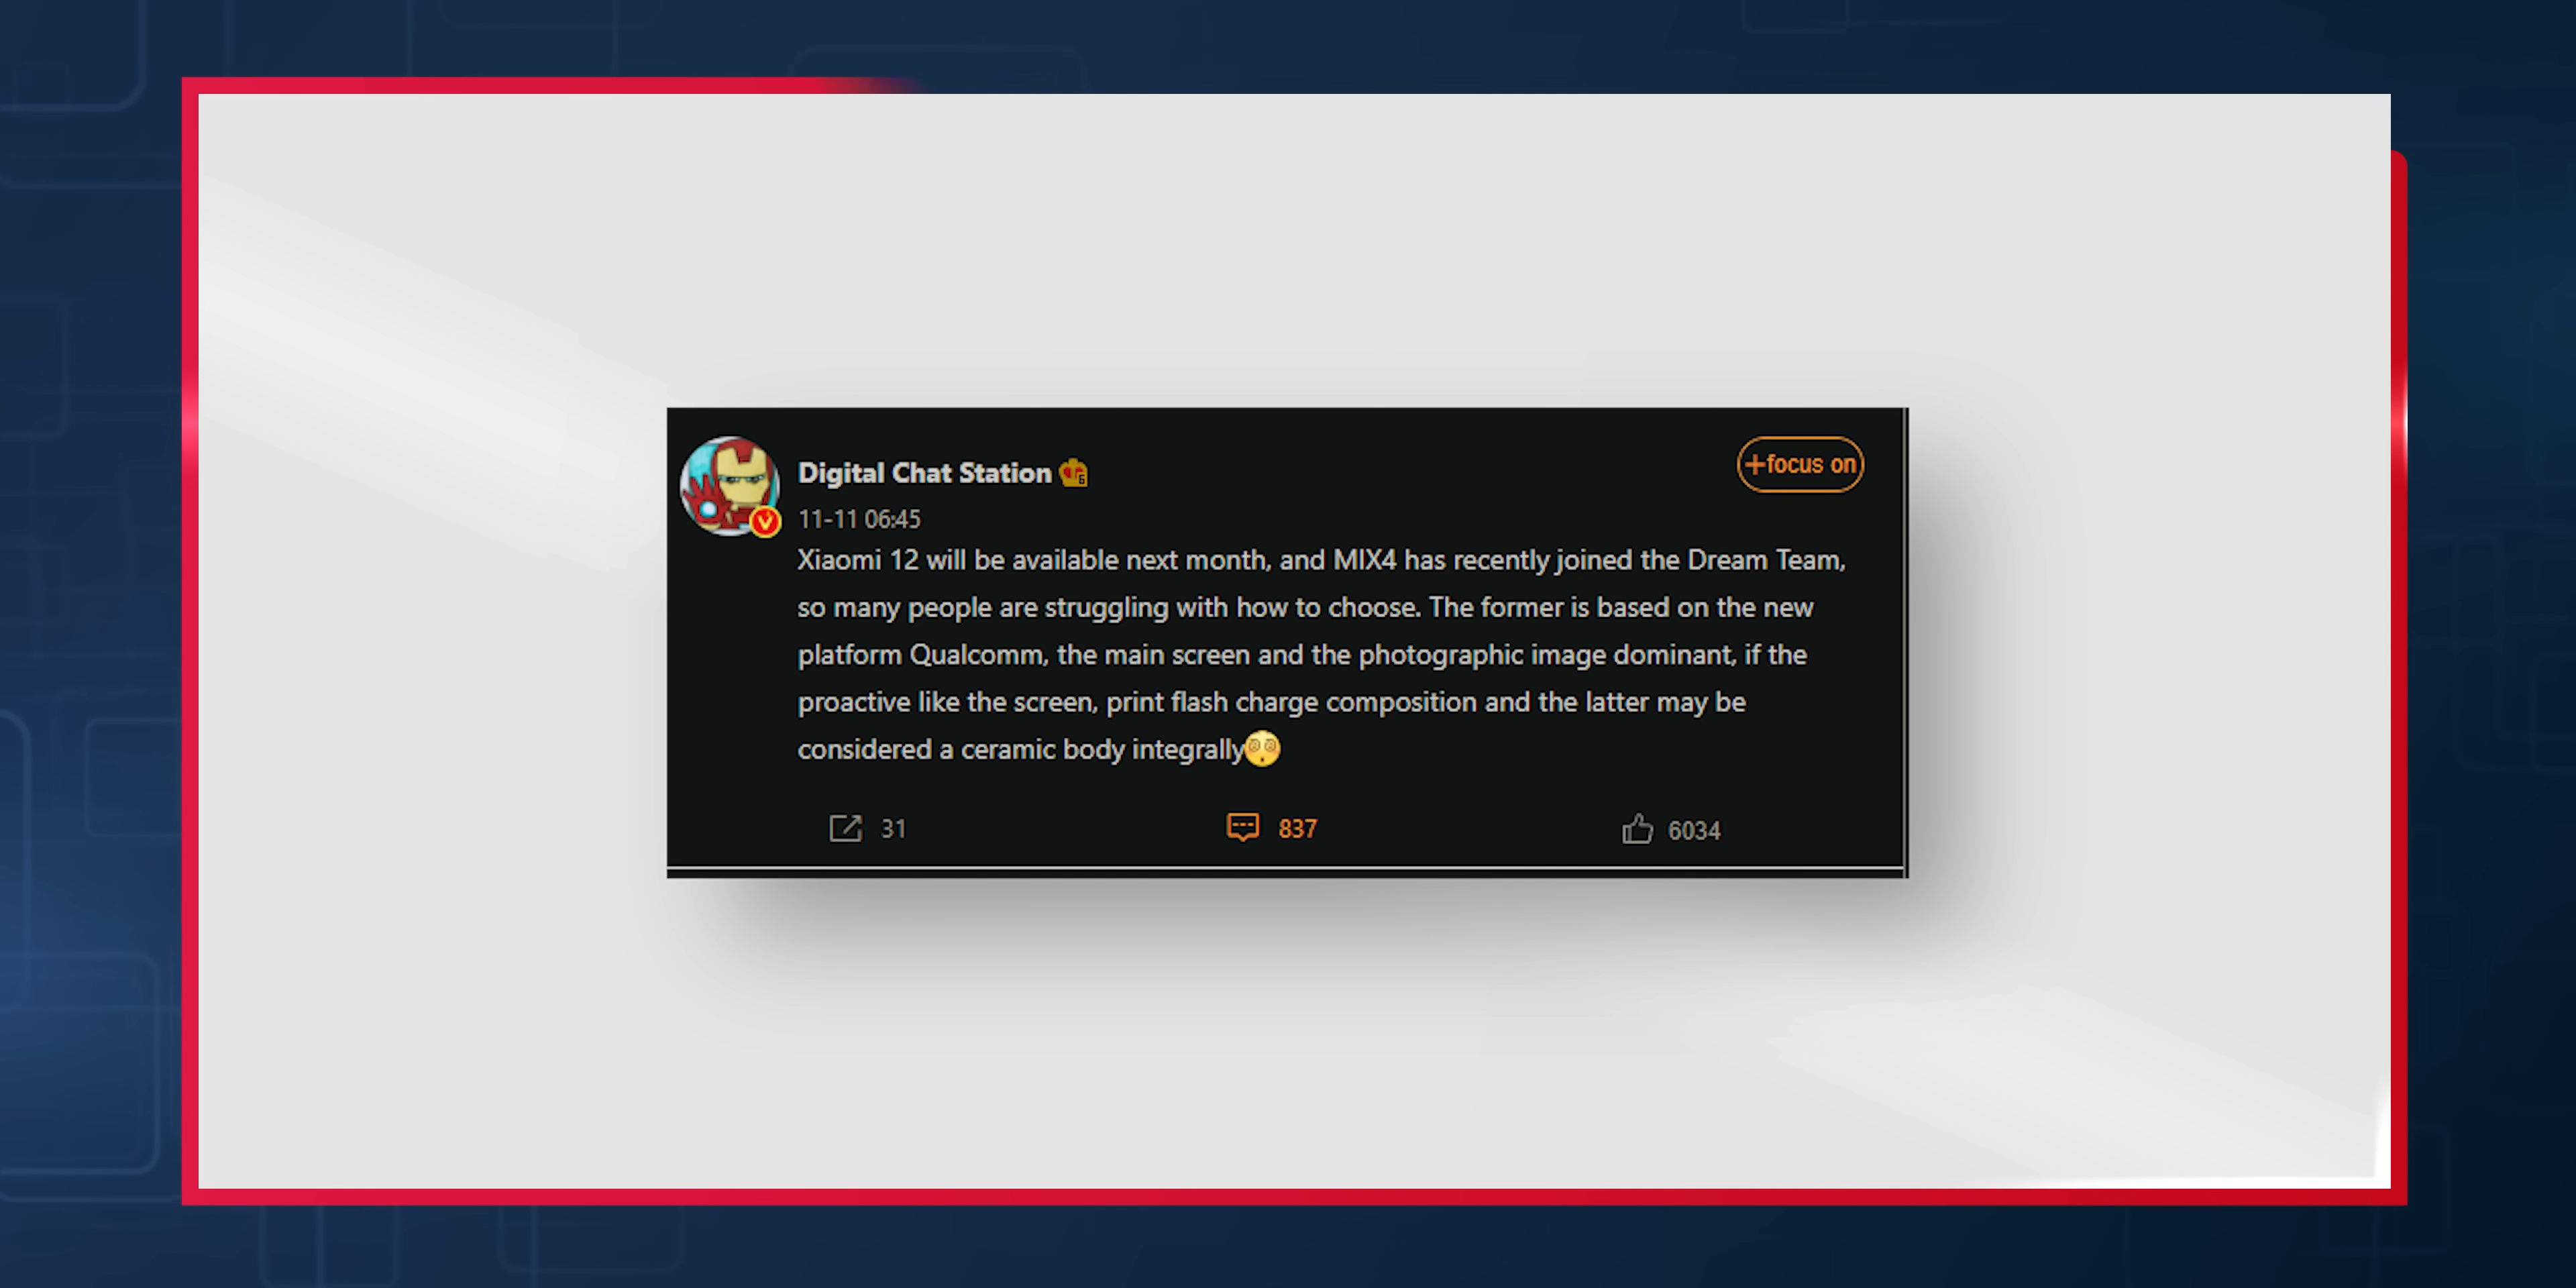 Digital Chat Station
+focus on
11-11 06:45
Xiaomi 12 will be available next month, and MIX4 has recently joined the Dream Team,
so many people are struggling with how to choose. The former is based on the new
platform Qualcomm, the main screen and the photographic image dominant, if the
proactive like the screen, print flash charge composition and the latter may be
considered a ceramic body integrally
31
837
6034